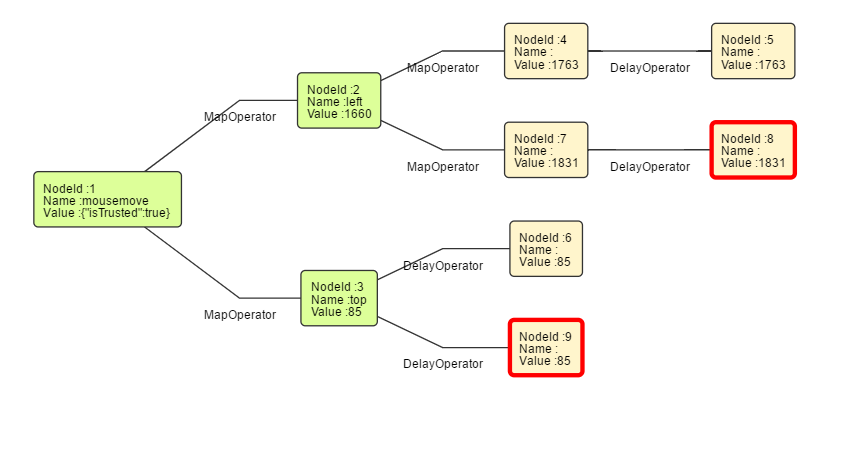 NodeId :4
Name :
Value :1763
DelayOperator
NodeId :5
Name :
Value :1763
MapOperator
NodeId :2
Name :left
Value :1660
MapOperator
NodeId :7
Name :
Value :1831
DelayOperator
NodeId :8
Name :
Value :1831
MapOperator
NodeId :1
Name :mousemove
Value :{"isTrusted":true}
MapOperator
NodeId :3
Name :top
Value :85
DelayOperator
NodeId :6
Name :
Value :85
DelayOperator
NodeId :9
Name :
Value :85